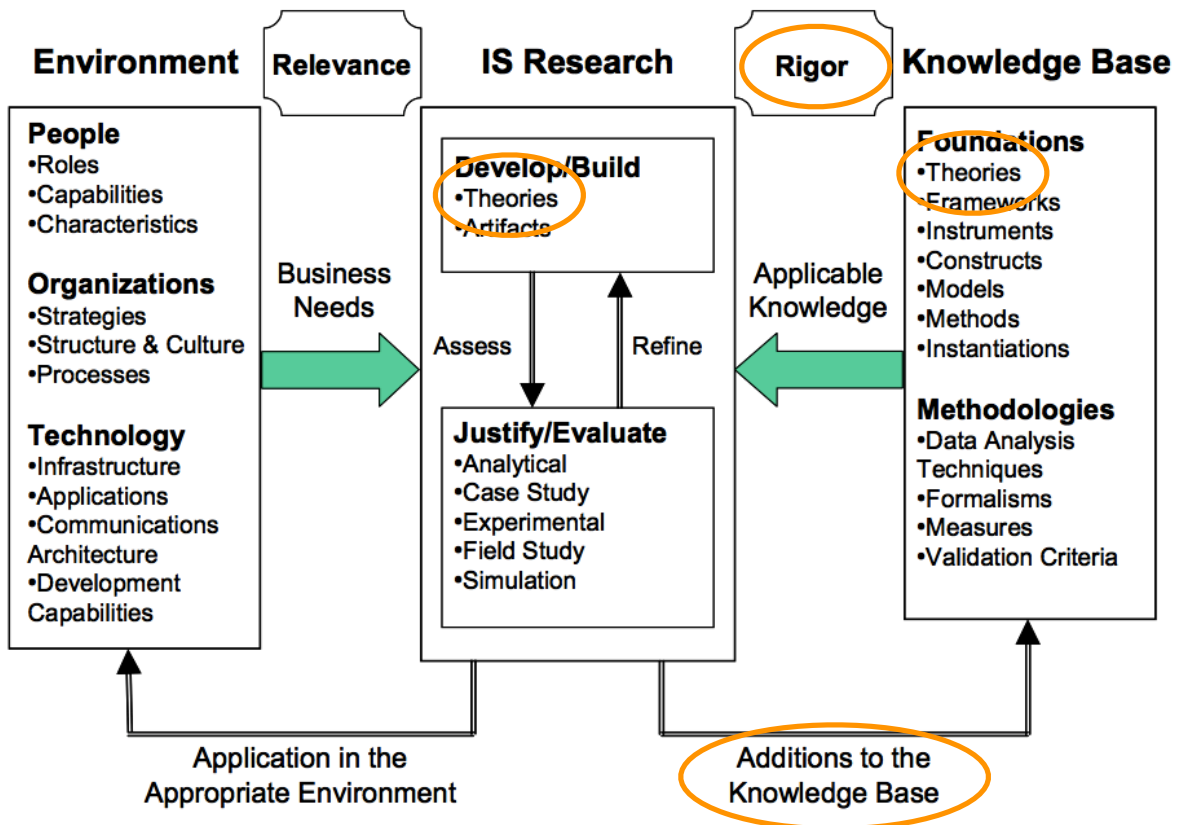 Environment
Relevance
IS Research
Rigor
Knowledge Base
People
•Roles
•Capabilities
•Characteristics
Organizations
•Strategies
•Structure & Culture
•Processes
Technology
•Infrastructure
•Applications
•Communications
Architecture
•Development
Capabilities
Business
Needs
Develop/Build
•Theories
•Artifacts
Assess
Refine
Justify/Evaluate
•Analytical
•Case Study
•Experimental
•Field Study
•Simulation
Applicable
Knowledge
Foundations
•Theories
•Frameworks
•Instruments
•Constructs
•Models
•Methods
•Instantiations
Methodologies
•Data Analysis
Techniques
•Formalisms
•Measures
•Validation Criteria
Application in the
Appropriate Environment
Additions to the
Knowledge Base